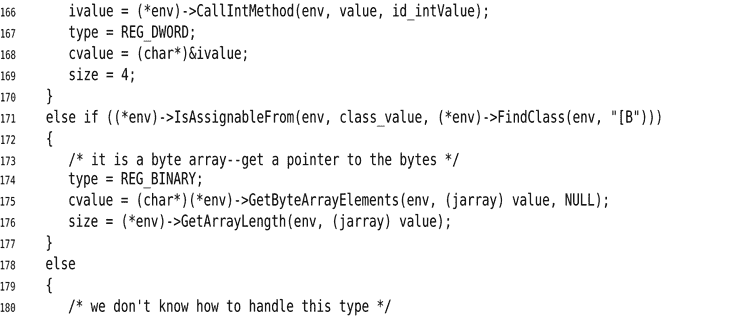 166 ivalue = (*env)->CallIntMethod(env, value, id_intValue);
167 type = REG_DWORD;
168 cvalue = (char*)&ivalue;
169 size = 4;
170 }
171 else if ((*env)->IsAssignableFrom(env, class_value, (*env)->FindClass(env, "[B")))
172 {
173 /* it is a byte array--get a pointer to the bytes */
174 type = REG_BINARY;
175 cvalue = (char*)(*env)->GetByteArrayElements(env, (jarray) value, NULL);
176 size = (*env)->GetArrayLength(env, (jarray) value);
177 }
178 else
179 {
180 /* we don't know how to handle this type */